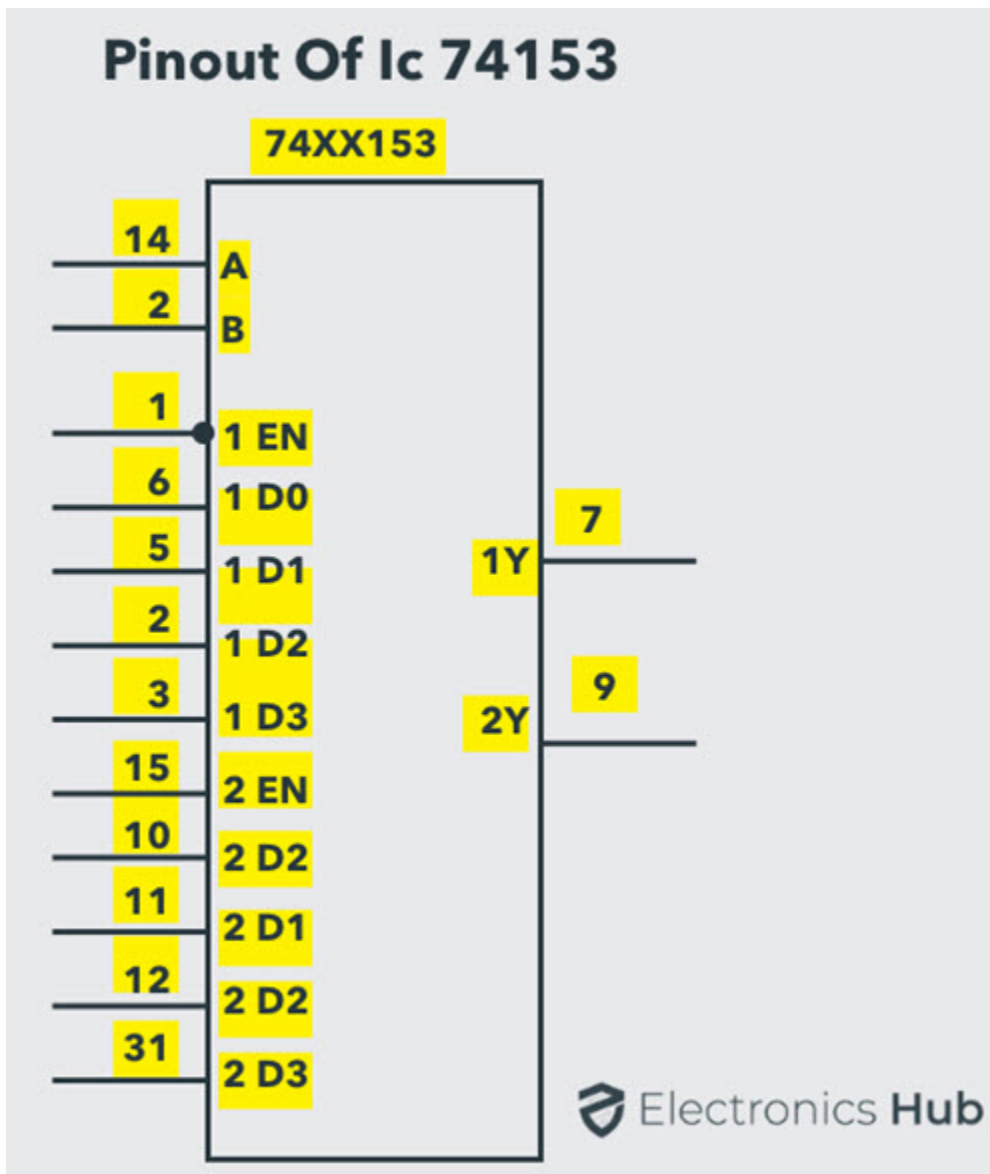 Pinout Of Ic 74153
74XX153
14
A
2
B
1
1 EN
6
1 D0
5
1 D1
7
1Y
2
1 D2
3
1 D3
9
2Y
15
2 EN
10
2 D2
11
2 D1
12
2 D2
31
2 D3
Electronics Hub